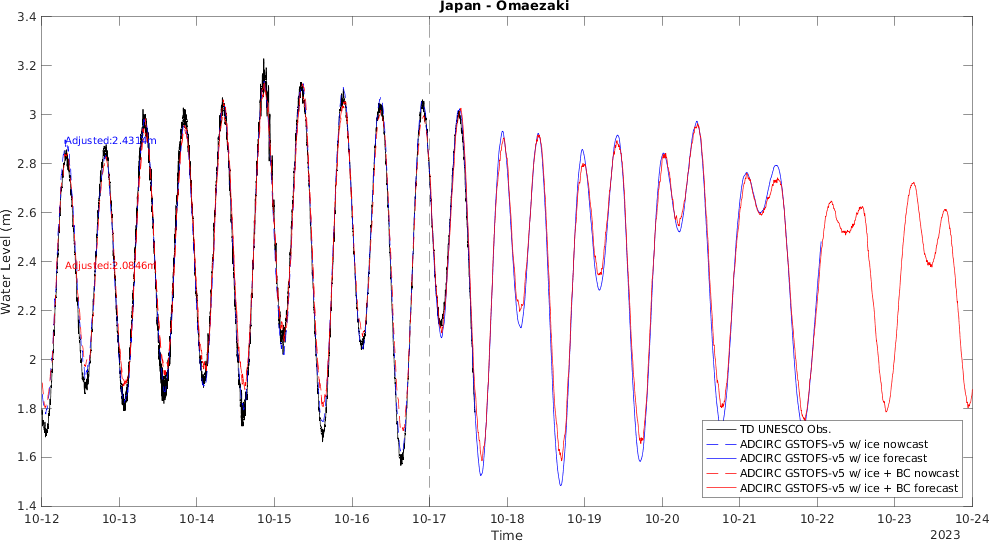 Japan - Omaezaki
3.4
3.2
3
2.8
2.6
2.4
2.2
2
1.8
1.6
1.4
Water Level (m)
Adjusted:2.4314m
Adjusted:2.0846m
TD UNESCO Obs.
ADCIRC GSTOFS-v5 w/ ice nowcast
ADCIRC GSTOFS-v5 w/ ice forecast
ADCIRC GSTOFS-v5 w/ ice + BC nowcast
ADCIRC GSTOFS-v5 w/ ice + BC forecast
10-12 10-13 10-14 10-15 10-16 10-17 10-18 10-19 10-20 10-21 10-22 10-23 10-24
Time
2023